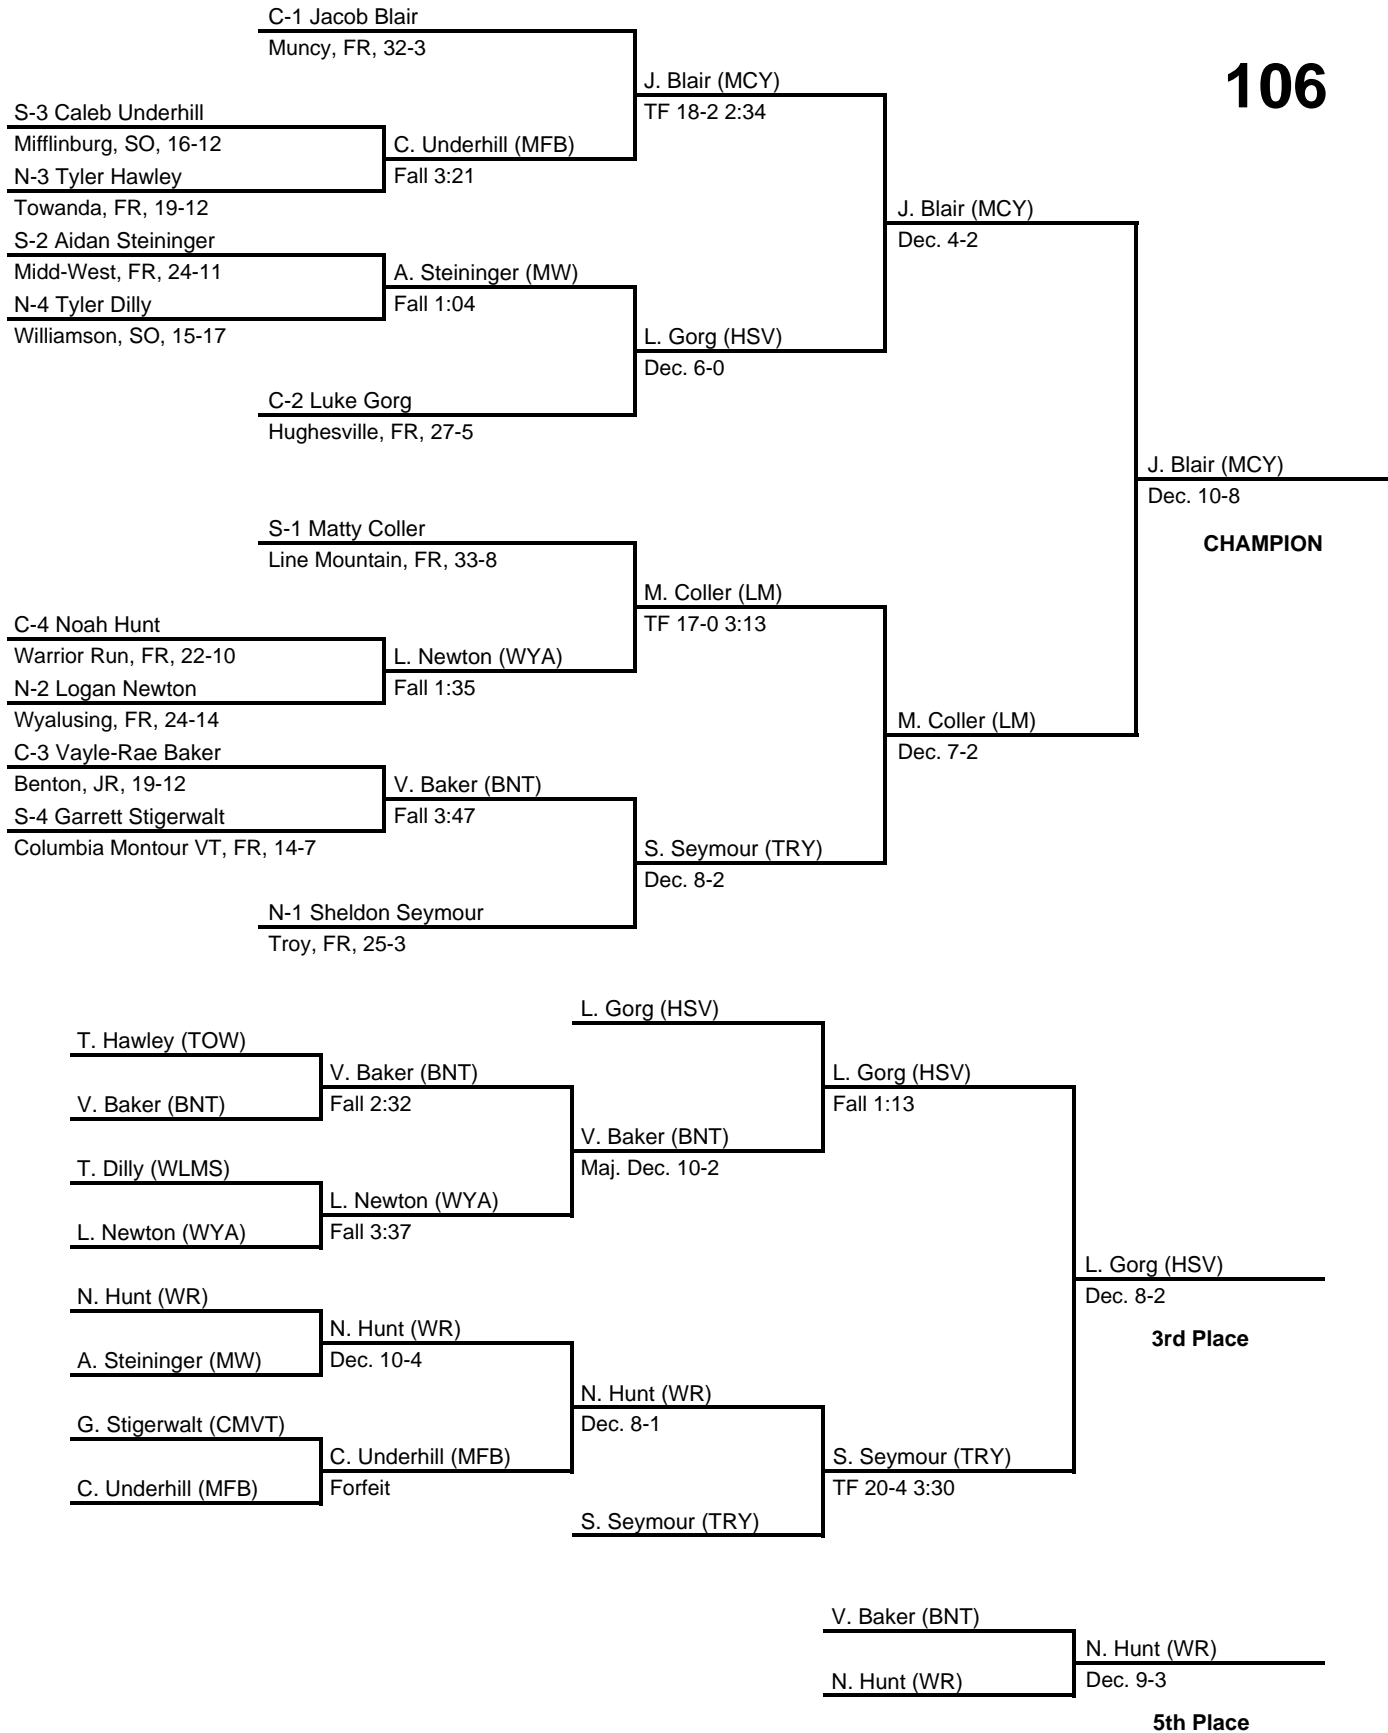 C-1 Jacob Blair
Muncy, FR, 32-3
106
J. Blair (MCY)
TF 18-2 2:34
S-3 Caleb Underhill
Mifflinburg, SO, 16-12
C. Underhill (MFB)
N-3 Tyler Hawley
Fall 3:21
Towanda, FR, 19-12
J. Blair (MCY)
Dec. 4-2
S-2 Aidan Steininger
Midd-West, FR, 24-11
A. Steininger (MW)
N-4 Tyler Dilly
Fall 1:04
Williamson, SO, 15-17
L. Gorg (HSV)
Dec. 6-0
C-2 Luke Gorg
Hughesville, FR, 27-5
J. Blair (MCY)
Dec. 10-8
CHAMPION
S-1 Matty Coller
Line Mountain, FR, 33-8
M. Coller (LM)
TF 17-0 3:13
C-4 Noah Hunt
Warrior Run, FR, 22-10
L. Newton (WYA)
N-2 Logan Newton
Fall 1:35
Wyalusing, FR, 24-14
M. Coller (LM)
Dec. 7-2
C-3 Vayle-Rae Baker
Benton, JR, 19-12
V. Baker (BNT)
S-4 Garrett Stigerwalt
Fall 3:47
Columbia Montour VT, FR, 14-7
S. Seymour (TRY)
Dec. 8-2
N-1 Sheldon Seymour
Troy, FR, 25-3
L. Gorg (HSV)
T. Hawley (TOW)
V. Baker (BNT)
L. Gorg (HSV)
V. Baker (BNT)
Fall 2:32
Fall 1:13
V. Baker (BNT)
Maj. Dec. 10-2
T. Dilly (WLMS)
L. Newton (WYA)
L. Newton (WYA)
Fall 3:37
L. Gorg (HSV)
Dec. 8-2
3rd Place
N. Hunt (WR)
N. Hunt (WR)
A. Steininger (MW)
Dec. 10-4
N. Hunt (WR)
Dec. 8-1
G. Stigerwalt (CMVT)
C. Underhill (MFB)
S. Seymour (TRY)
C. Underhill (MFB)
Forfeit
TF 20-4 3:30
S. Seymour (TRY)
V. Baker (BNT)
N. Hunt (WR)
N. Hunt (WR)
Dec. 9-3
5th Place